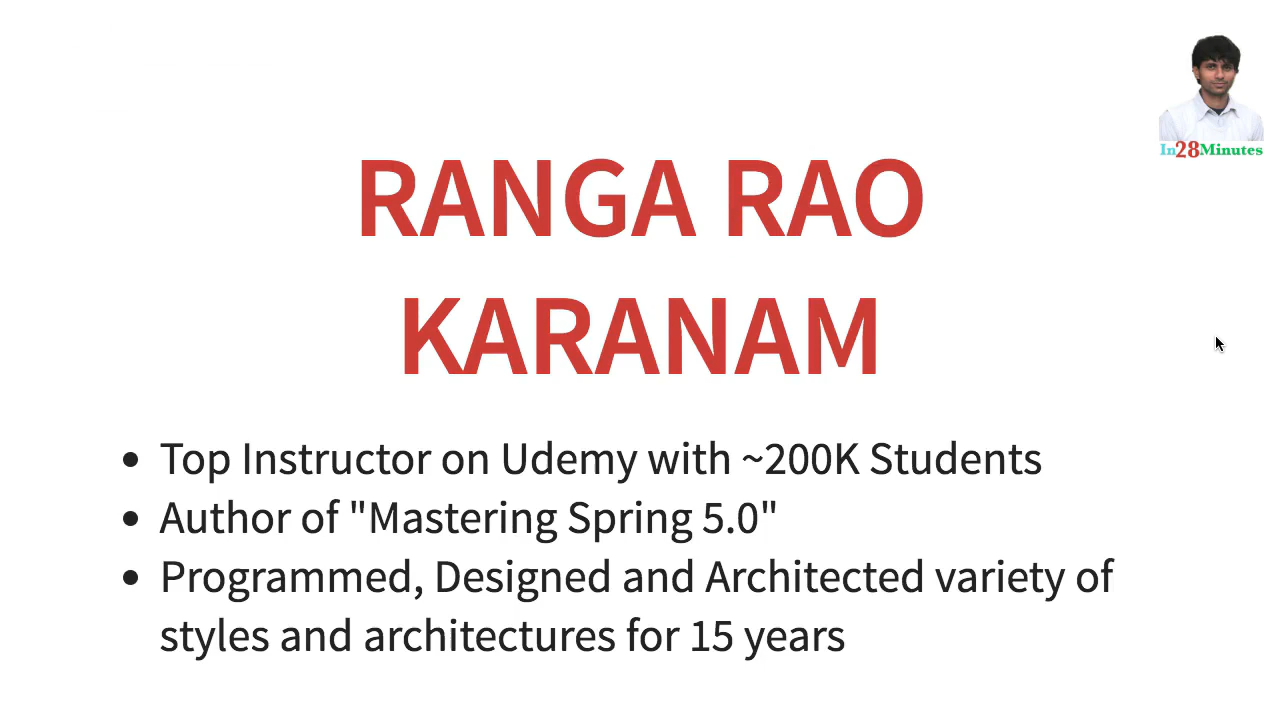 In28Minutes
RANGA RAO
KARANAM
• Top Instructor on Udemy with ~200K Students
• Author of "Mastering Spring 5.0"
• Programmed, Designed and Architected variety of
styles and architectures for 15 years